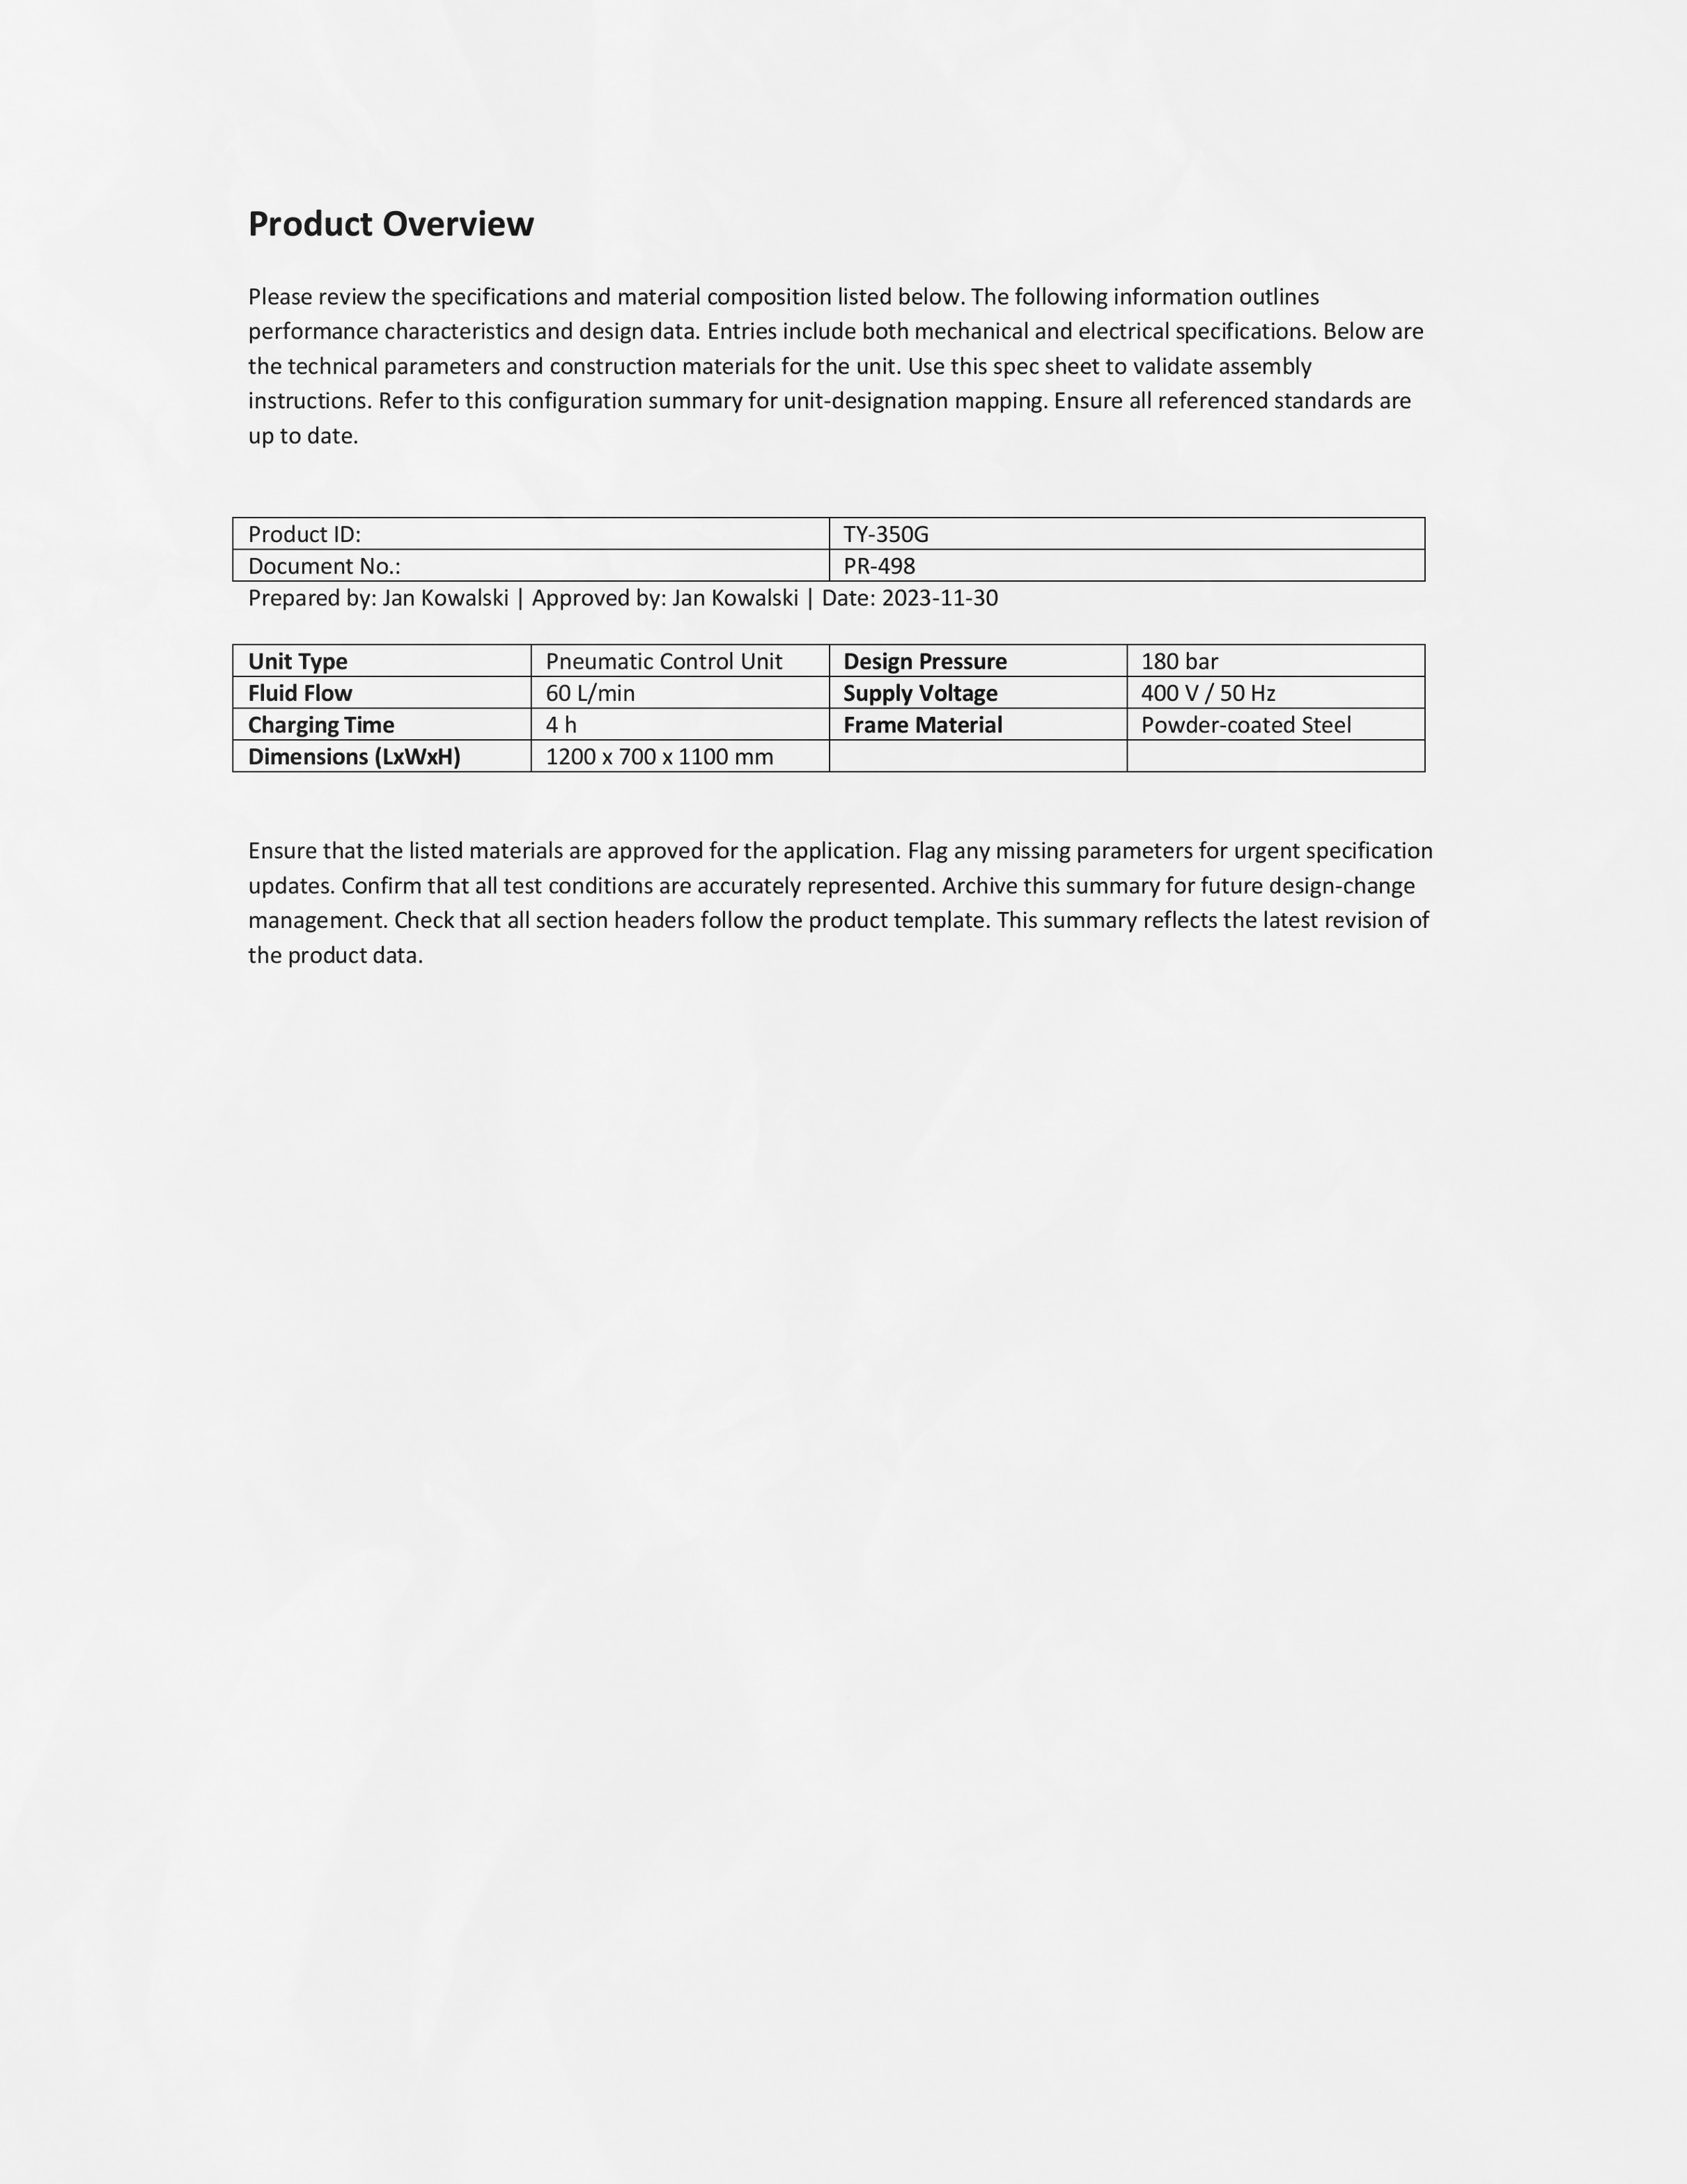 Product Overview
Please review the specifications and material composition listed below. The following information outlines
performance characteristics and design data. Entries include both mechanical and electrical specifications. Below are
the technical parameters and construction materials for the unit. Use this spec sheet to validate assembly
instructions. Refer to this configuration summary for unit-designation mapping. Ensure all referenced standards are
up to date.
Product ID: TY-350G
Document No.: PR-498
Prepared by: Jan Kowalski | Approved by: Jan Kowalski | Date: 2023-11-30
Unit Type Pneumatic Control Unit Design Pressure 180 bar
Fluid Flow 60 L/min Supply Voltage 400 V / 50 Hz
Charging Time 4 h Frame Material Powder-coated Steel
Dimensions (LxWxH) 1200 x 700 x 1100 mm
Ensure that the listed materials are approved for the application. Flag any missing parameters for urgent specification
updates. Confirm that all test conditions are accurately represented. Archive this summary for future design-change
management. Check that all section headers follow the product template. This summary reflects the latest revision of
the product data.